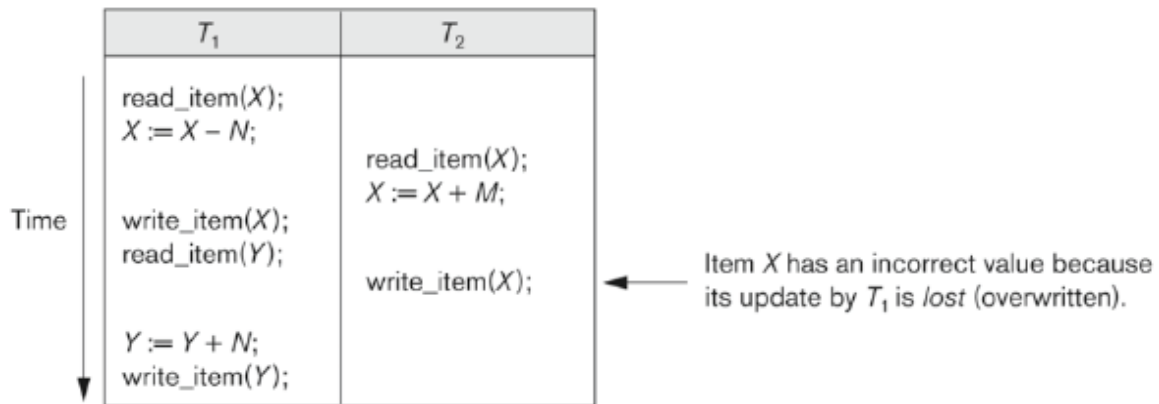 T₁ T₂
read_item(X);
X := X – N;
read_item(X);
X := X + M;
Time
write_item(X);
read_item(Y);
write_item(X);
Item X has an incorrect value because
its update by T₁ is lost (overwritten).
Y := Y + N;
write_item(Y);